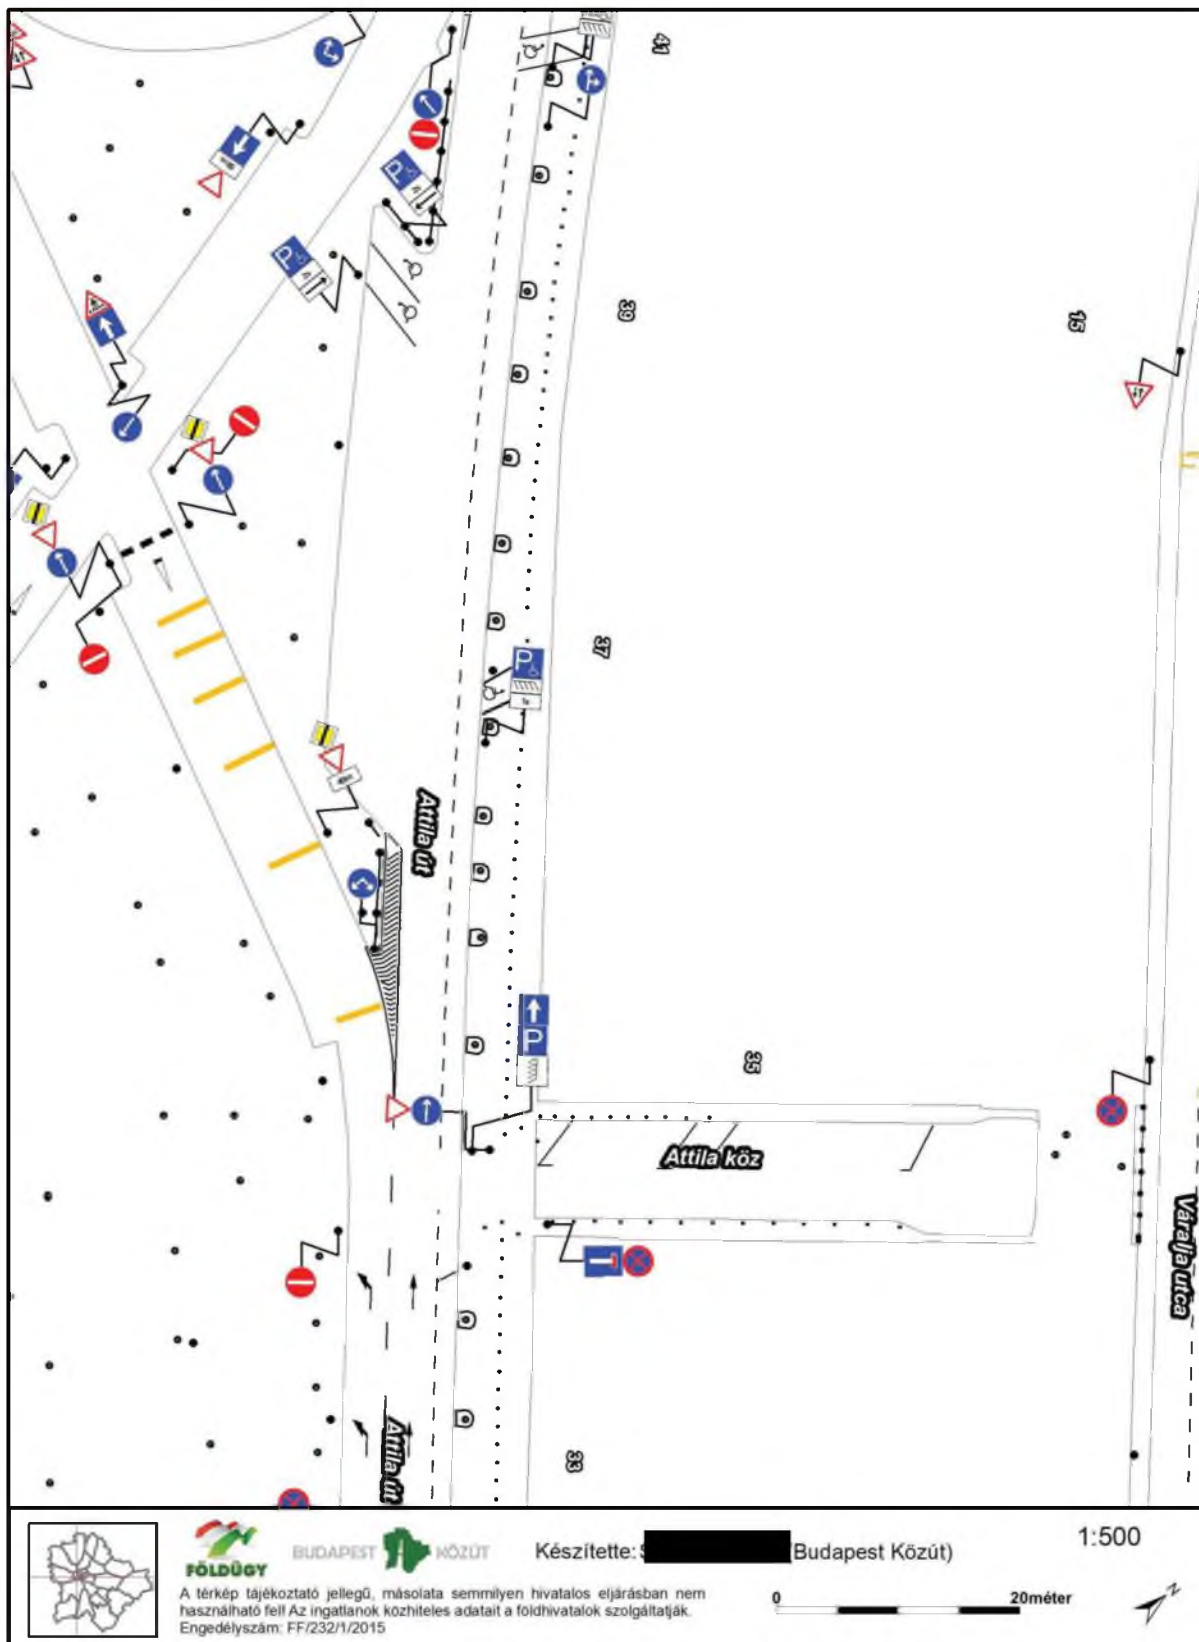 41
39
15
P
P
37
P
Attila út
P
35
Attila köz
Váralja utca
Attila út
33
FÖLDÜGY
BUDAPEST KÖZÚT
Készítette: Budapest Közút)
1:500
A térkép tájékoztató jellegű, másolata semmilyen hivatalos eljárásban nem
használható fel! Az ingatlanok közhiteles adatait a földhivatalok szolgáltatják.
Engedélyszám: FF/232/1/2015
0 20méter